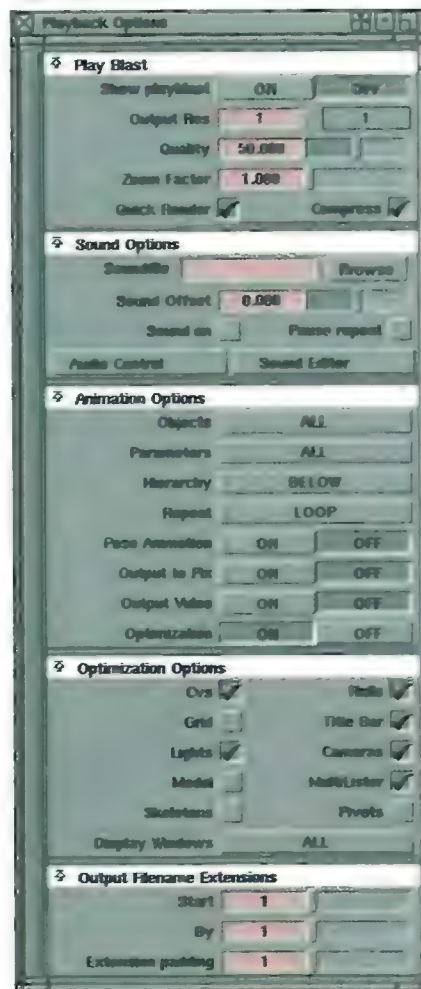 Playback Options
Play Blast
Show playblast ON OFF
Output Res 1 1
Quality 50.000
Zoom Factor 1.000
Quick Render Compress
Sound Options
Soundfile Browse
Sound Offset 0.000
Sound on Pause repeat
Audio Control Sound Editor
Animation Options
Objects ALL
Parameters ALL
Hierarchy BELOW
Repeat LOOP
Pose Animation ON OFF
Output to Pix ON OFF
Output Video ON OFF
Optimization ON OFF
Optimization Options
Cvs Hulls
Grid Title Bar
Lights Cameras
Model MultiLister
Skeletons Pivots
Display Windows ALL
Output Filename Extensions
Start 1
By 1
Extension padding 1